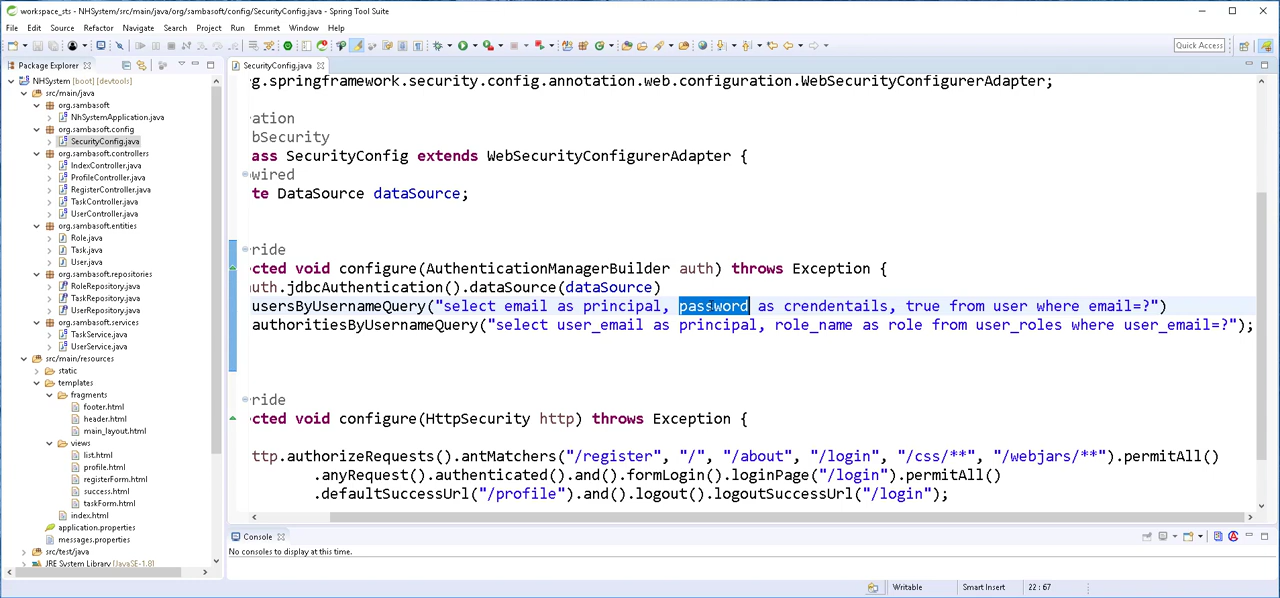 workspace_sts - NHSystem/src/main/java/org/sambasoft/config/SecurityConfig.java - Spring Tool Suite
File Edit Source Refactor Navigate Search Project Run Emmet Window Help
Quick Access
Package Explorer
NHSystem [boot] [devtools]
src/main/java
org.sambasoft
NhSystemApplication.java
org.sambasoft.config
SecurityConfig.java
org.sambasoft.controllers
IndexController.java
ProfileController.java
RegisterController.java
TaskController.java
UserController.java
org.sambasoft.entities
Role.java
Task.java
User.java
org.sambasoft.repositories
RoleRepository.java
TaskRepository.java
UserRepository.java
org.sambasoft.services
TaskService.java
UserService.java
src/main/resources
static
templates
fragments
footer.html
header.html
main_layout.html
views
list.html
profile.html
registerForm.html
success.html
taskForm.html
index.html
application.properties
messages.properties
src/test/java
JRE System Library [JavaSE-1.8]
SecurityConfig.java
g.springframework.security.config.annotation.web.configuration.WebSecurityConfigurerAdapter;
ation
bSecurity
ass SecurityConfig extends WebSecurityConfigurerAdapter {
wired
te DataSource dataSource;
ride
cted void configure(AuthenticationManagerBuilder auth) throws Exception {
uth.jdbcAuthentication().dataSource(dataSource)
usersByUsernameQuery("select email as principal, password as crendentails, true from user where email=?")
authoritiesByUsernameQuery("select user_email as principal, role_name as role from user_roles where user_email=?");
ride
cted void configure(HttpSecurity http) throws Exception {
ttp.authorizeRequests().antMatchers("/register", "/", "/about", "/login", "/css/**", "/webjars/**").permitAll()
.anyRequest().authenticated().and().formLogin().loginPage("/login").permitAll()
.defaultSuccessUrl("/profile").and().logout().logoutSuccessUrl("/login");
Console
No consoles to display at this time.
Writable Smart Insert 22 : 67